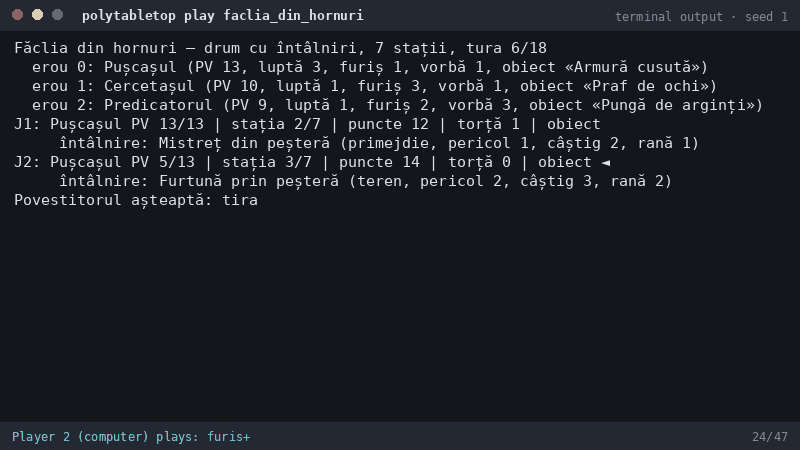 polytabletop play faclia_din_hornuri
terminal output · seed 1
Făclia din hornuri — drum cu întâlniri, 7 stații, tura 6/18
erou 0: Pușcașul (PV 13, luptă 3, furiș 1, vorbă 1, obiect «Armură cusută»)
erou 1: Cercetașul (PV 10, luptă 1, furiș 3, vorbă 1, obiect «Praf de ochi»)
erou 2: Predicatorul (PV 9, luptă 1, furiș 2, vorbă 3, obiect «Pungă de arginți»)
J1: Pușcașul PV 13/13 | stația 2/7 | puncte 12 | torță 1 | obiect
întâlnire: Mistreț din peșteră (primejdie, pericol 1, câștig 2, rană 1)
J2: Pușcașul PV 5/13 | stația 3/7 | puncte 14 | torță 0 | obiect ◄
întâlnire: Furtună prin peșteră (teren, pericol 2, câștig 3, rană 2)
Povestitorul așteaptă: tira
Player 2 (computer) plays: furis+
24/47